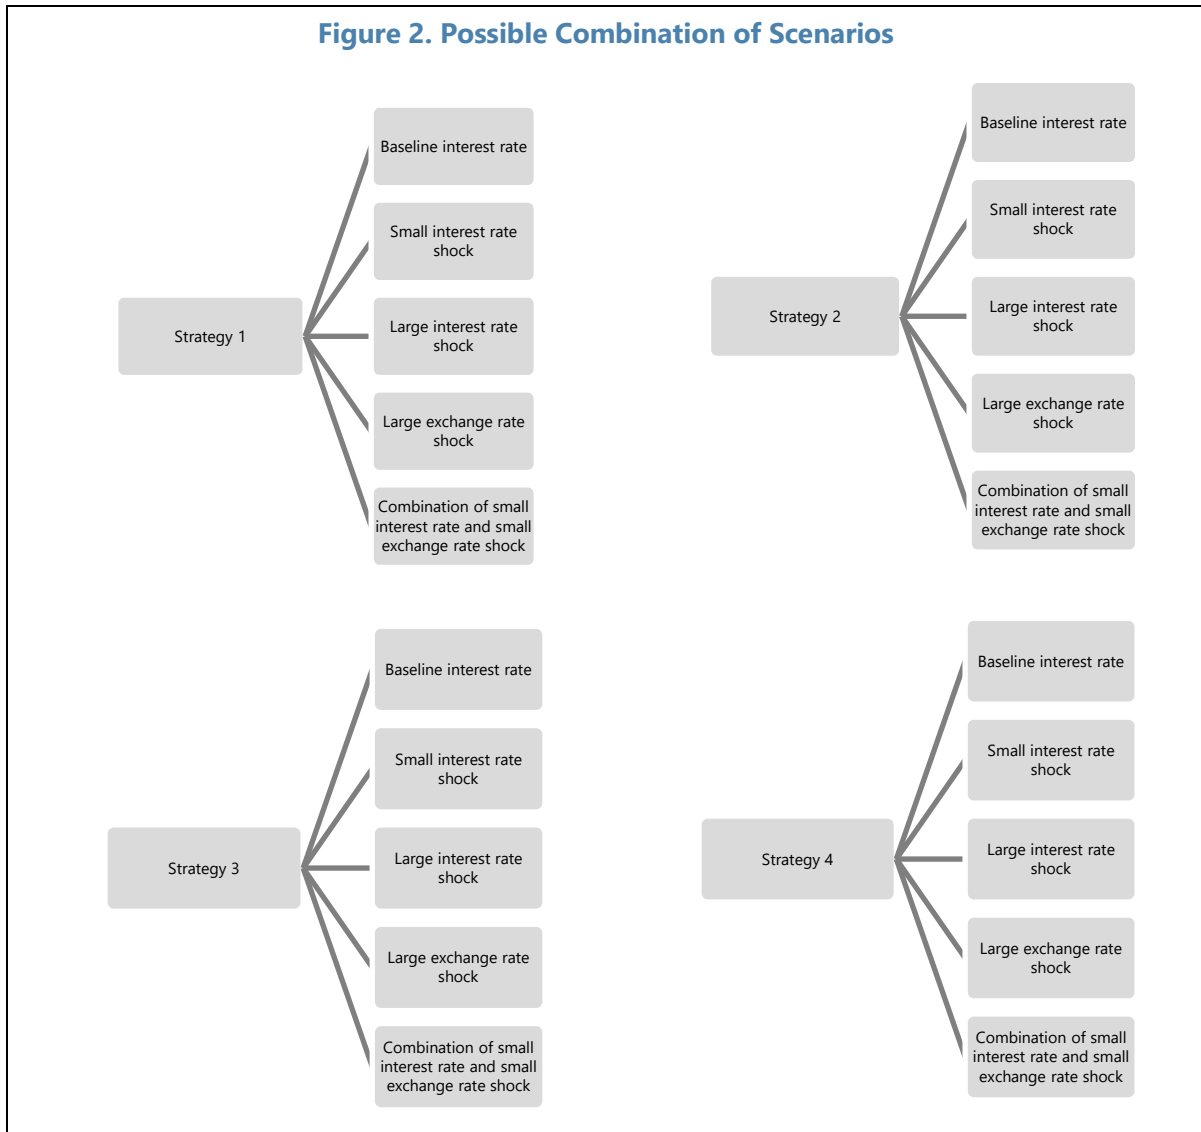 Figure 2. Possible Combination of Scenarios
Strategy 1
Baseline interest rate
Small interest rate
shock
Large interest rate
shock
Large exchange rate
shock
Combination of small
interest rate and small
exchange rate shock
Strategy 2
Baseline interest rate
Small interest rate
shock
Large interest rate
shock
Large exchange rate
shock
Combination of small
interest rate and small
exchange rate shock
Strategy 3
Baseline interest rate
Small interest rate
shock
Large interest rate
shock
Large exchange rate
shock
Combination of small
interest rate and small
exchange rate shock
Strategy 4
Baseline interest rate
Small interest rate
shock
Large interest rate
shock
Large exchange rate
shock
Combination of small
interest rate and small
exchange rate shock